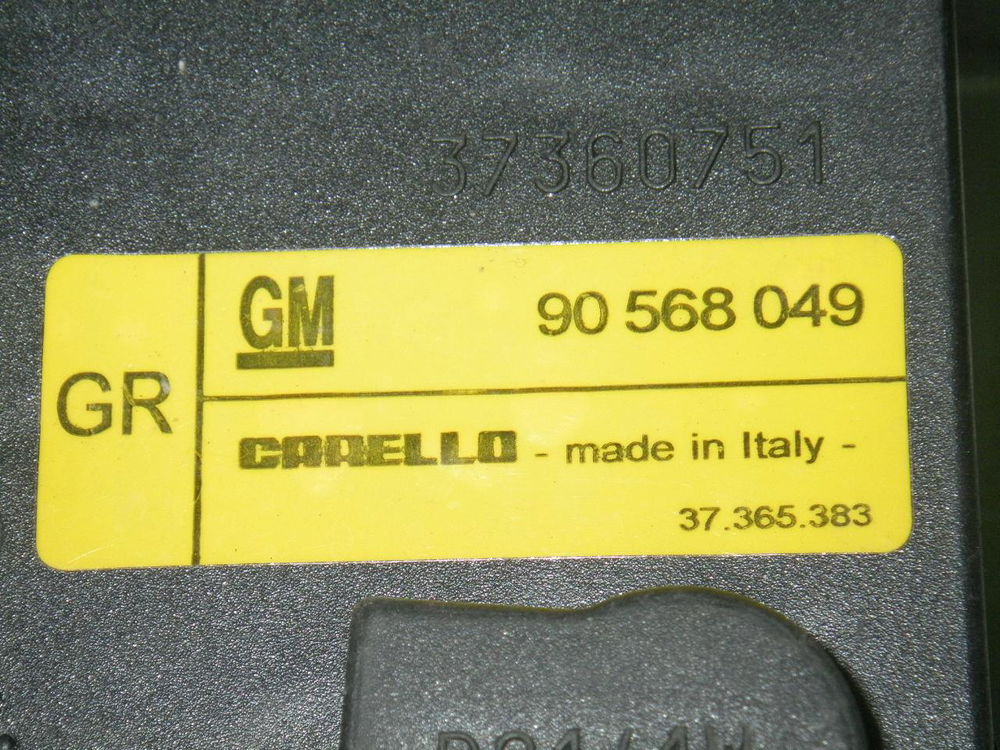 37360751
GR
GM
90 568 049
CARELLO - made in Italy -
37.365.383